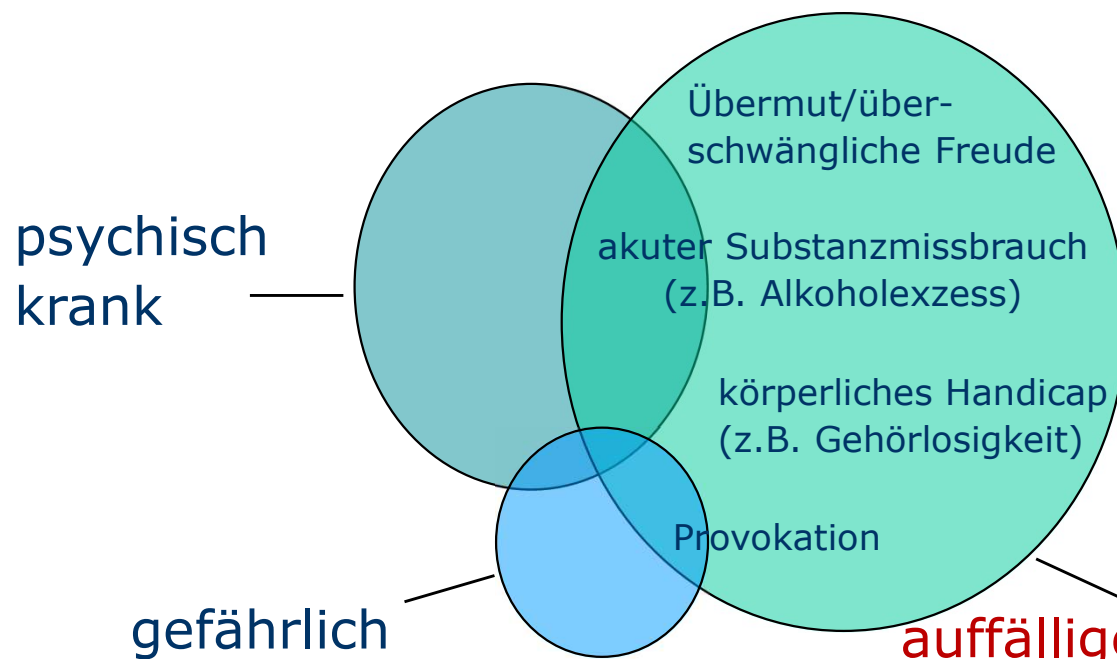 Übermut/über-
schwängliche Freude
psychisch
krank
akuter Substanzmissbrauch
(z.B. Alkoholexzess)
körperliches Handicap
(z.B. Gehörlosigkeit)
Provokation
gefährlich